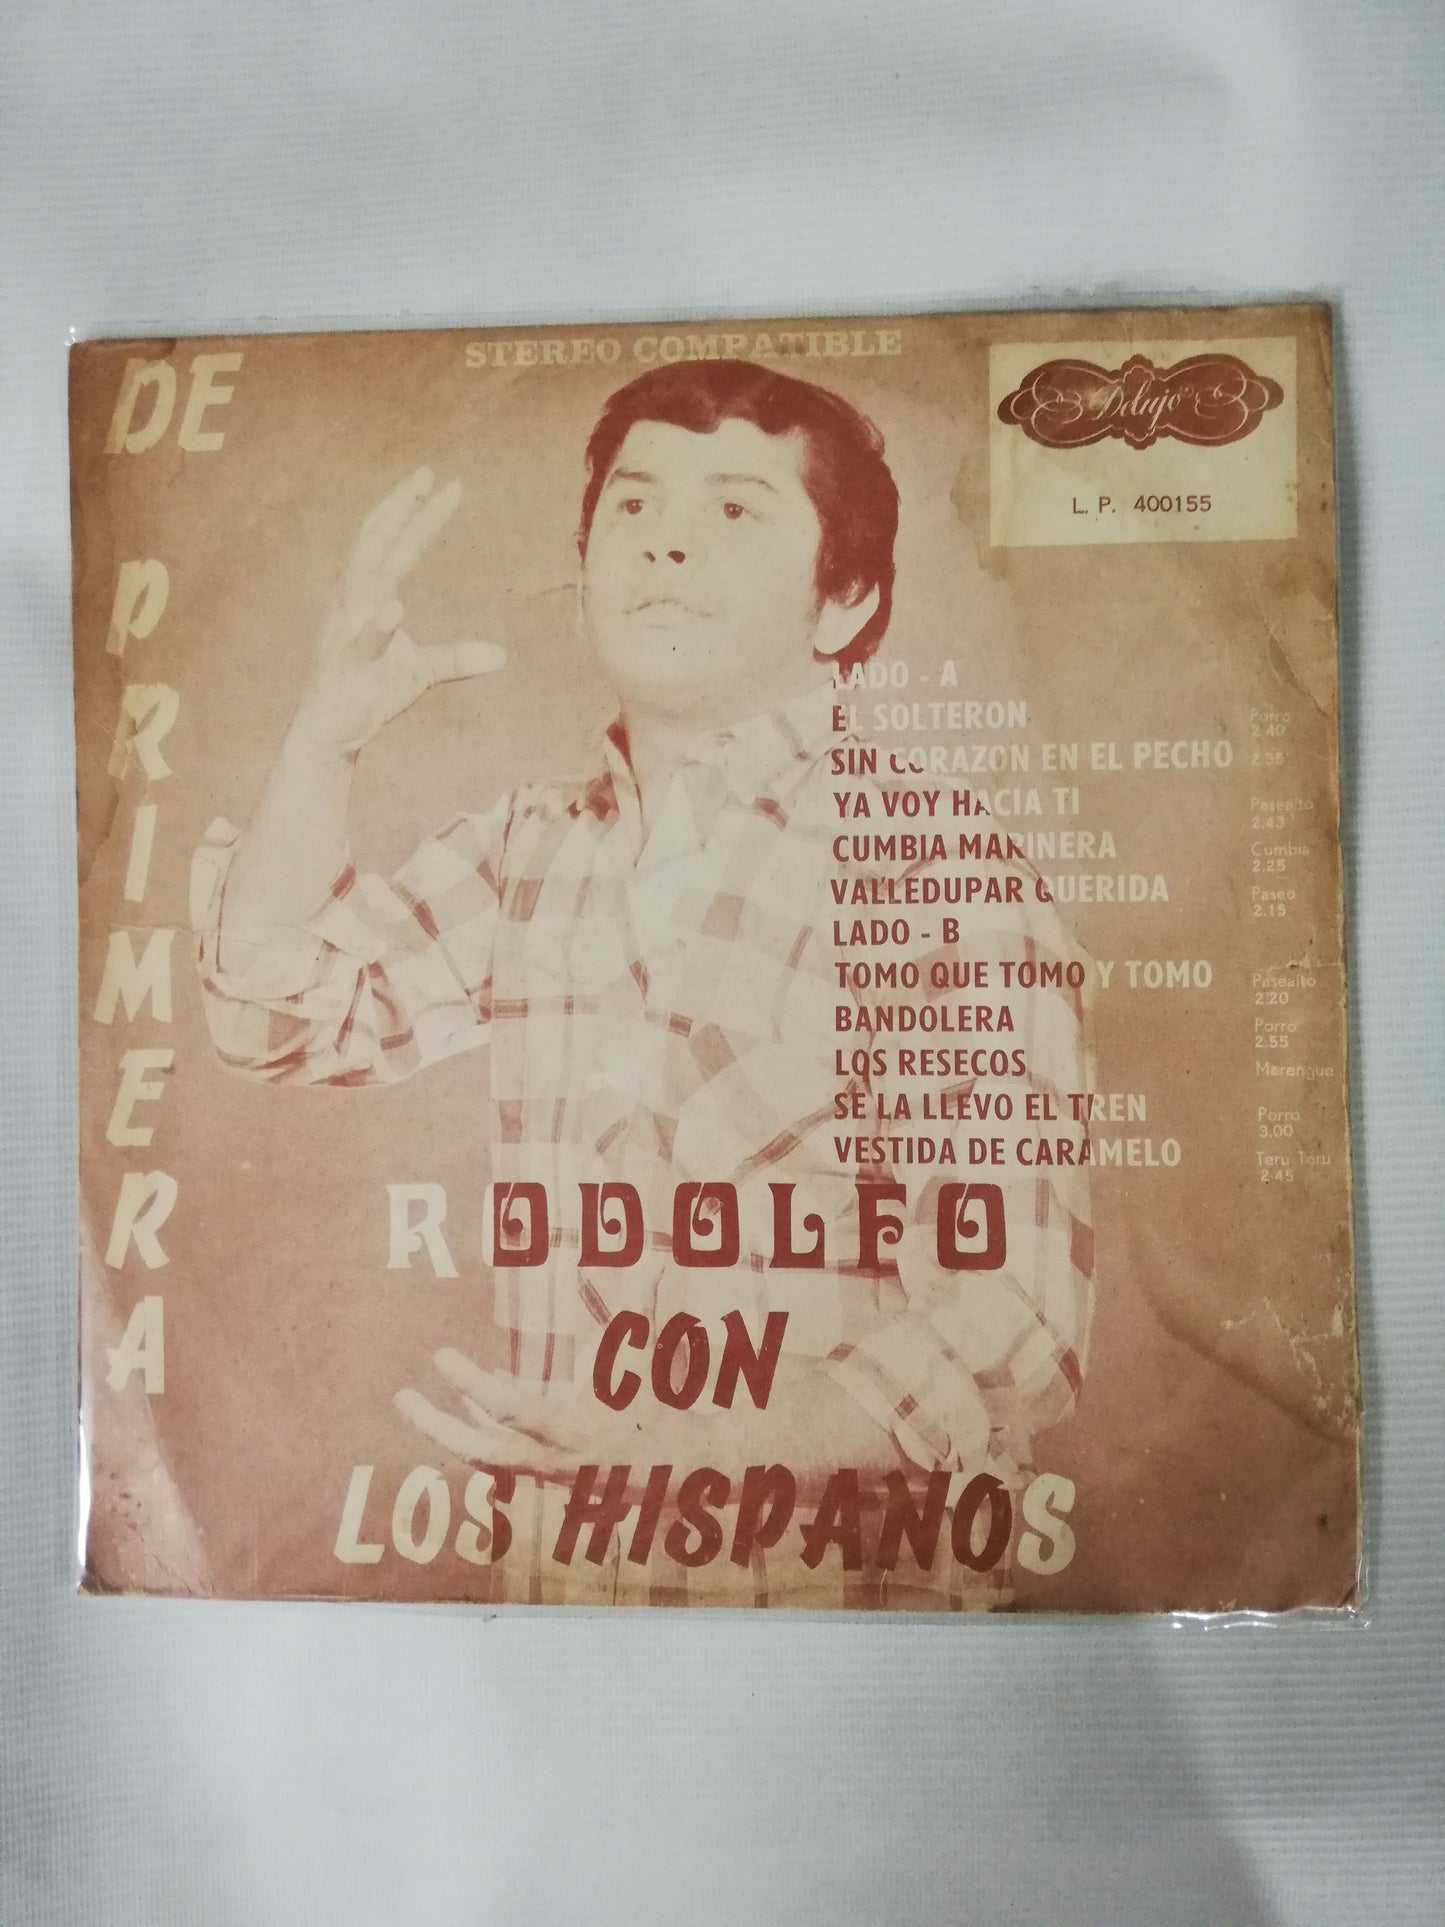 STEREO COMPATIBLE
DE PRIMERA
Delujo
L. P. 400155
LADO - A
EL SOLTERON Porro 2.40
SIN CORAZON EN EL PECHO 2.35
YA VOY HACIA TI Paseaito 2.43
CUMBIA MARINERA Cumbia 2.25
VALLEDUPAR QUERIDA Paseo 2.15
LADO - B
TOMO QUE TOMO Y TOMO Paseaito 2.20
BANDOLERA Porro 2.55
LOS RESECOS Merengue
SE LA LLEVO EL TREN Porro 3.00
VESTIDA DE CARAMELO Teru Teru 2.45
RODOLFO
CON
LOS HISPANOS